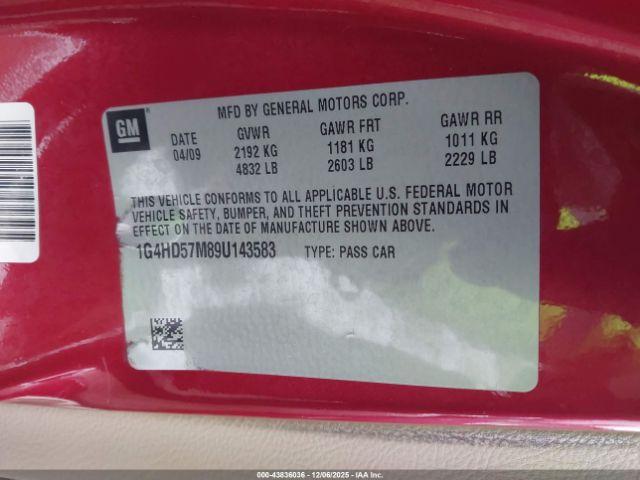 GM
MFD BY GENERAL MOTORS CORP.
DATE GVWR GAWR FRT GAWR RR
04/09 2192 KG 1181 KG 1011 KG
4832 LB 2603 LB 2229 LB
THIS VEHICLE CONFORMS TO ALL APPLICABLE U.S. FEDERAL MOTOR
VEHICLE SAFETY, BUMPER, AND THEFT PREVENTION STANDARDS IN
EFFECT ON THE DATE OF MANUFACTURE SHOWN ABOVE.
1G4HD57M89U143583 TYPE: PASS CAR
000-43836036 - 12/06/2025 - IAAI.COM